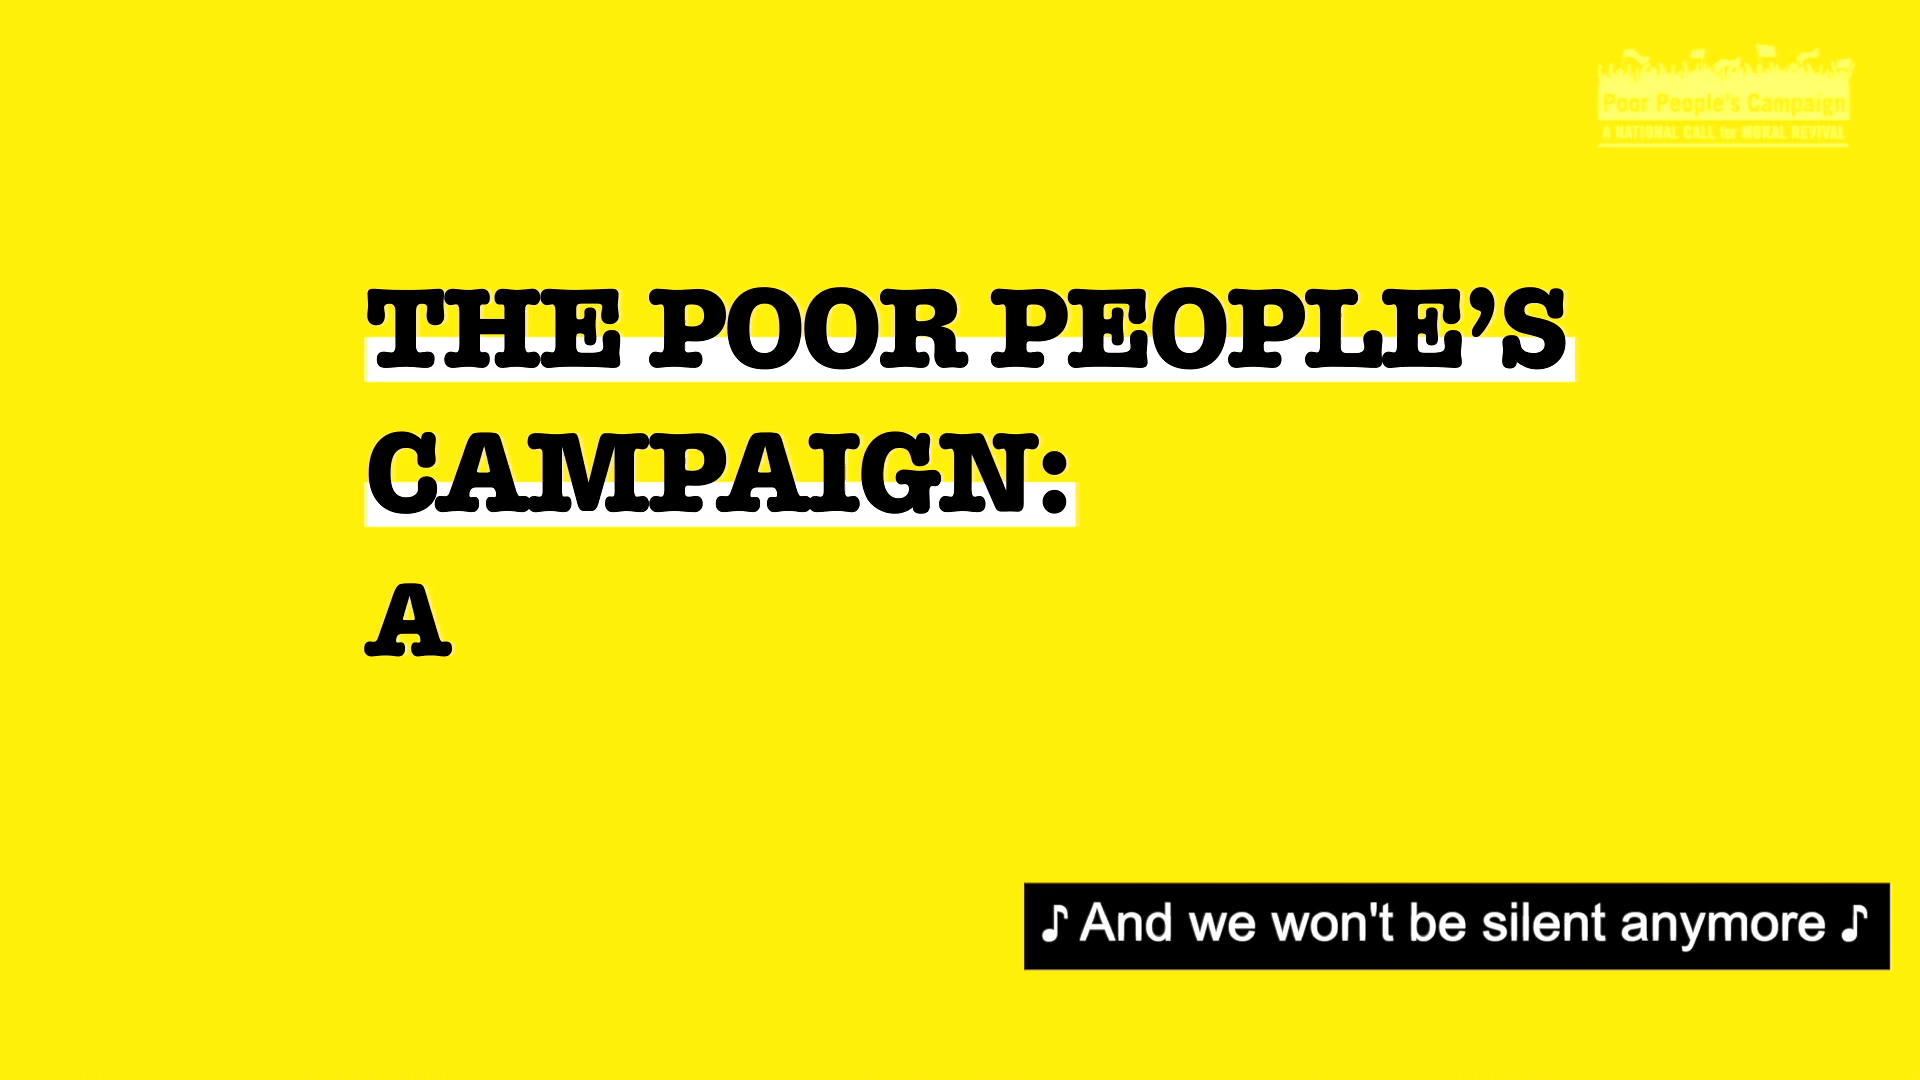 Poor People's Campaign
A NATIONAL CALL for MORAL REVIVAL
THE POOR PEOPLE’S
CAMPAIGN:
A
♪ And we won't be silent anymore ♪